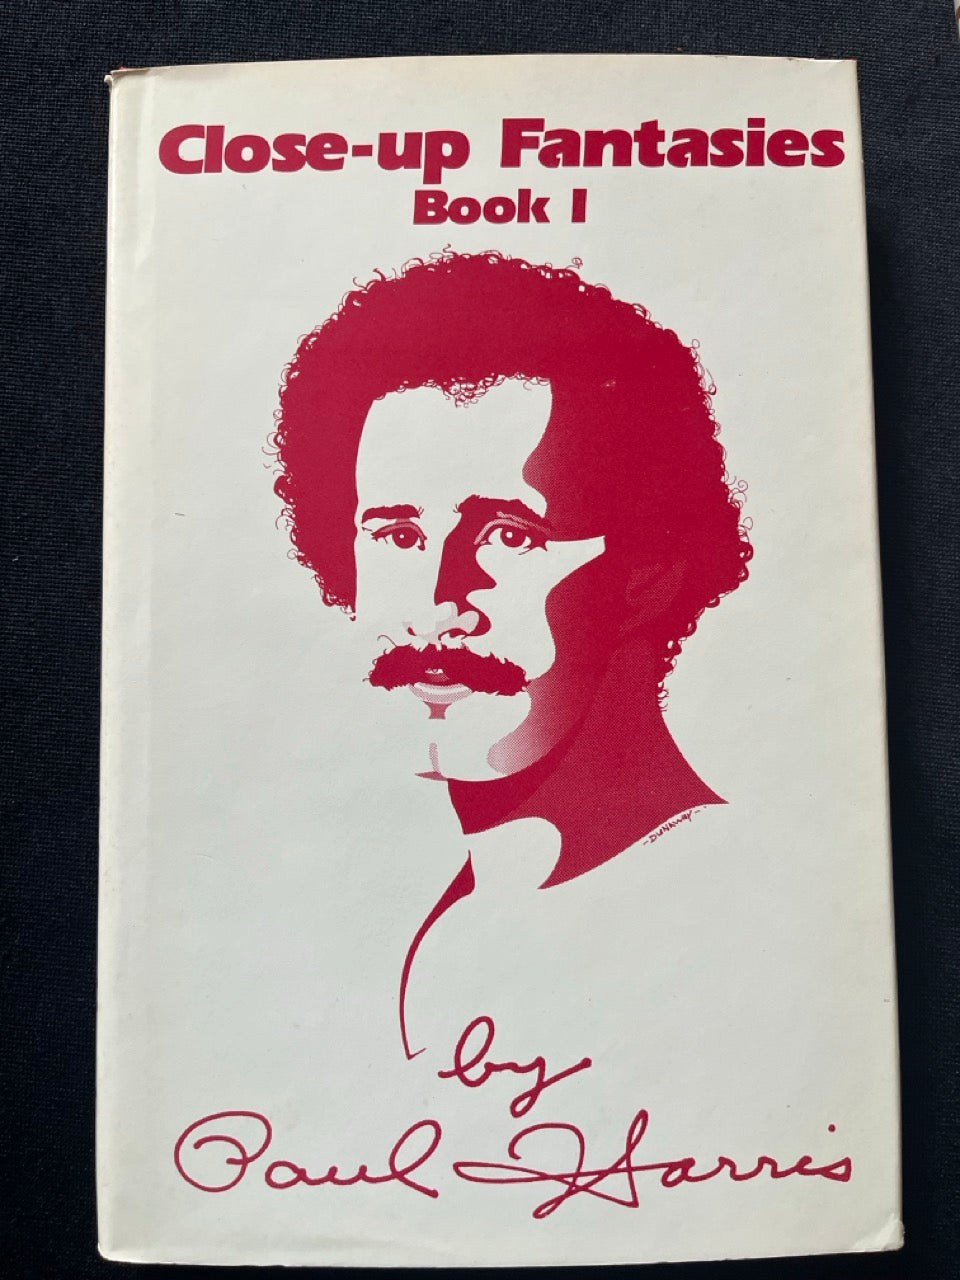 Close-up Fantasies
Book I
-DUNAWAY-
by
Paul Harris